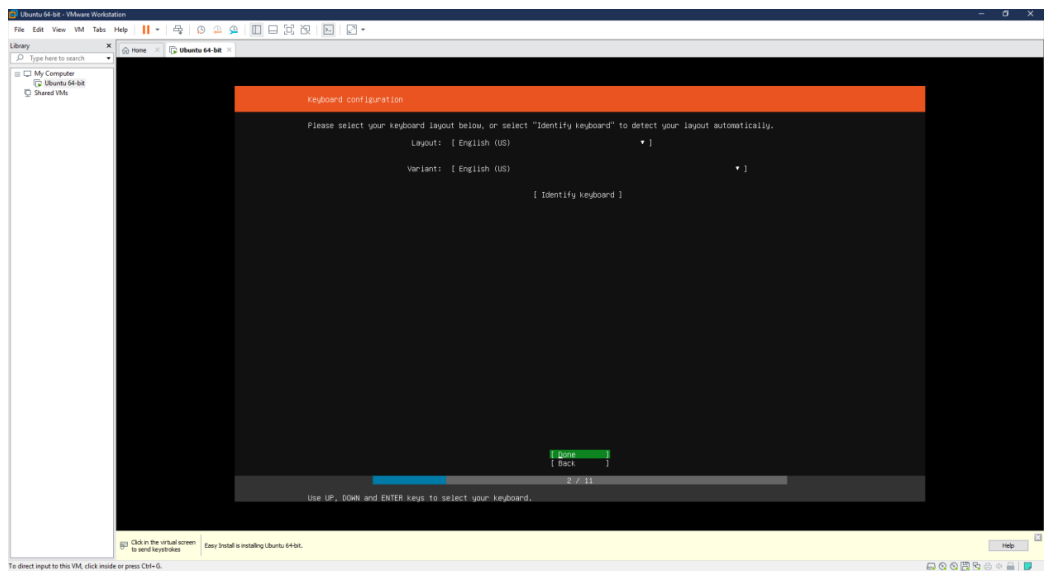 Ubuntu 64-bit - VMware Workstation
File Edit View VM Tabs Help
Library
Home
Ubuntu 64-bit
Type here to search
My Computer
Ubuntu 64-bit
Shared VMs
Keyboard configuration
Please select your keyboard layout below, or select "Identify keyboard" to detect your layout automatically.
Layout: [ English (US) ▾ ]
Variant: [ English (US) ▾ ]
[ Identify keyboard ]
[ Done ]
[ Back ]
2 / 11
Use UP, DOWN and ENTER keys to select your keyboard.
Click in the virtual screen
to send keystrokes
Easy Install is installing Ubuntu 64-bit.
Help
To direct input to this VM, click inside or press Ctrl+G.